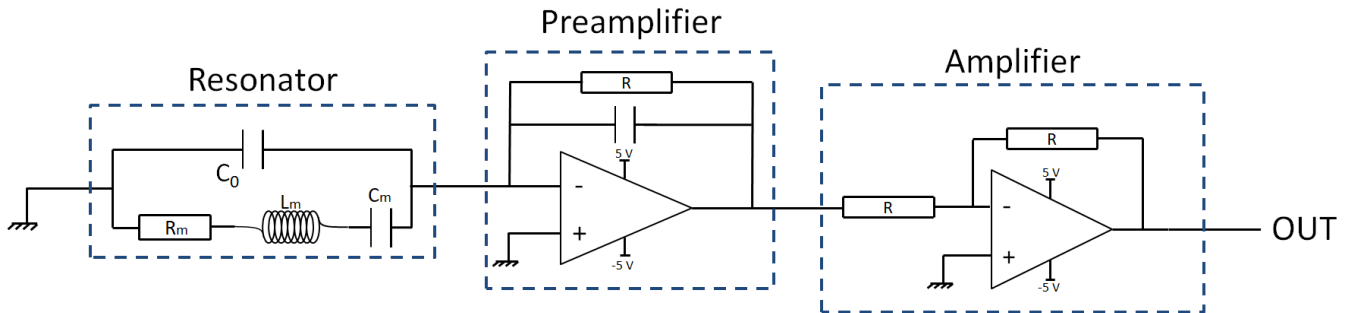 Resonator
C₀
Rm
Lm
Cm
Preamplifier
R
5 V
-
+
-5 V
Amplifier
R
R
5 V
-
+
-5 V
OUT